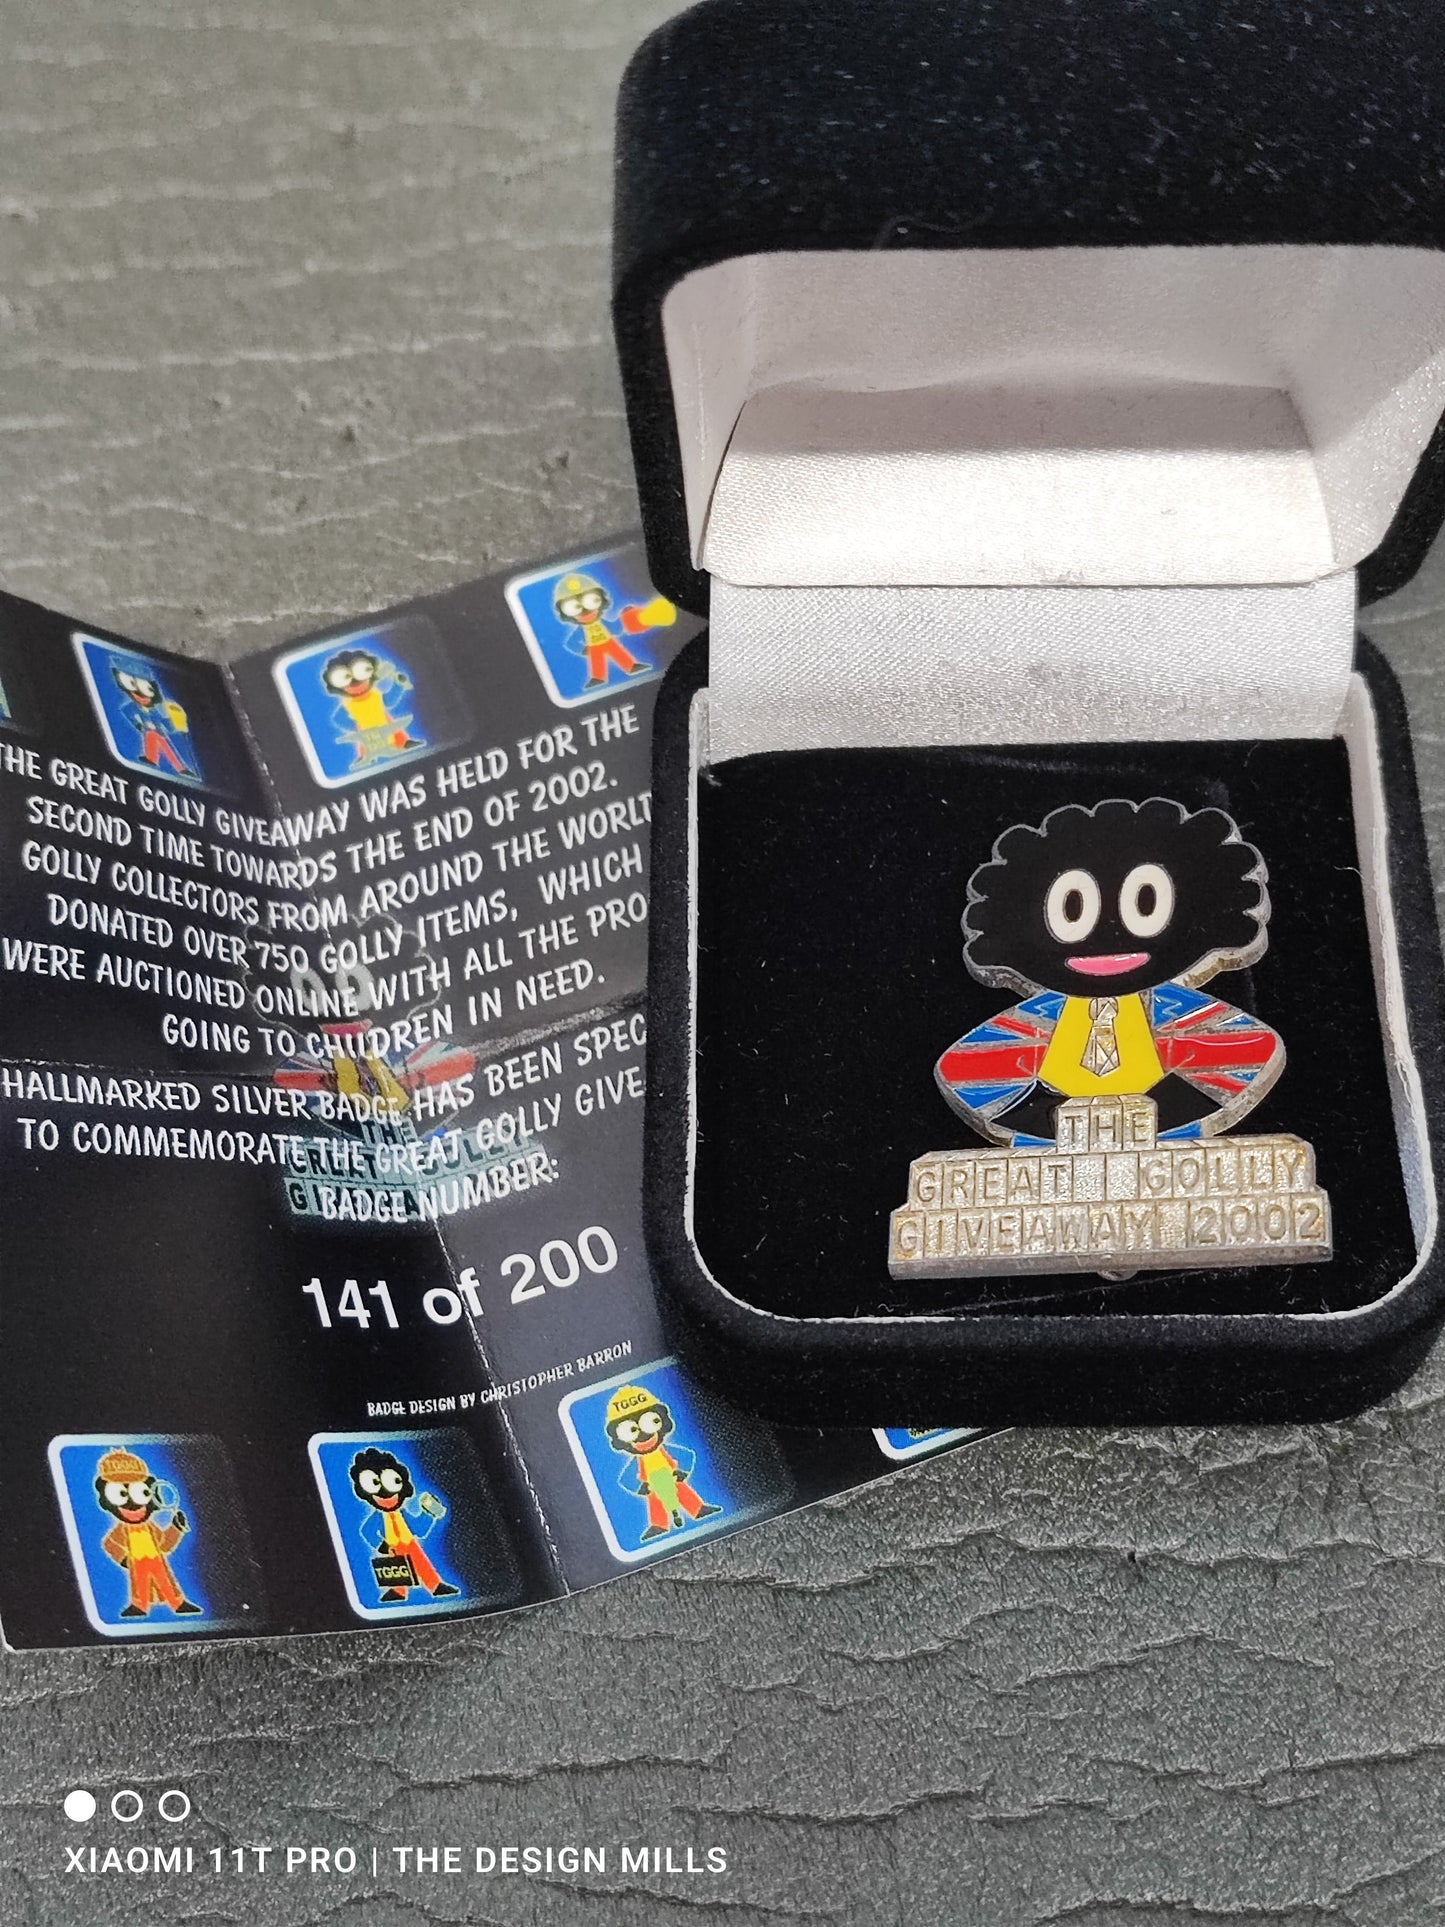 THE GREAT GOLLY GIVEAWAY WAS HELD FOR THE
SECOND TIME TOWARDS THE END OF 2002.
GOLLY COLLECTORS FROM AROUND THE WORLD
DONATED OVER 750 GOLLY ITEMS, WHICH
WERE AUCTIONED ONLINE WITH ALL THE PRO
GOING TO CHILDREN IN NEED.
HALLMARKED SILVER BADGE HAS BEEN SPEC
TO COMMEMORATE THE GREAT GOLLY GIVE
BADGE NUMBER:
141 of 200
BADGE DESIGN BY CHRISTOPHER BARRON
TGGG
TGGG
TGGG
THE
GREAT GOLLY
GIVEAWAY 2002
XIAOMI 11T PRO | THE DESIGN MILLS